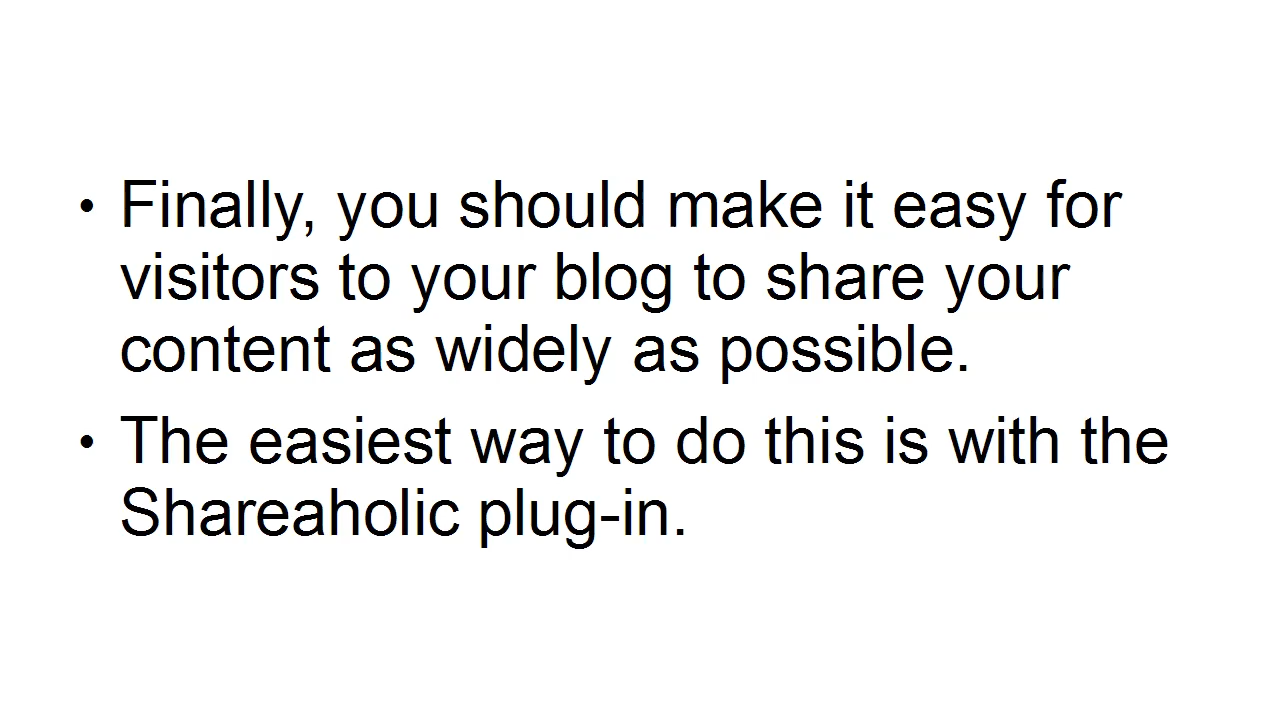 • Finally, you should make it easy for
visitors to your blog to share your
content as widely as possible.
• The easiest way to do this is with the
Shareaholic plug-in.